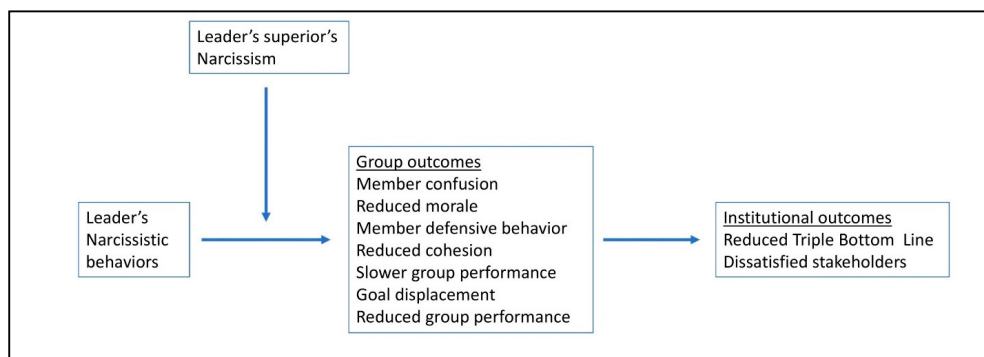 Leader's superior's
Narcissism
Leader's
Narcissistic
behaviors
Group outcomes
Member confusion
Reduced morale
Member defensive behavior
Reduced cohesion
Slower group performance
Goal displacement
Reduced group performance
Institutional outcomes
Reduced Triple Bottom Line
Dissatisfied stakeholders